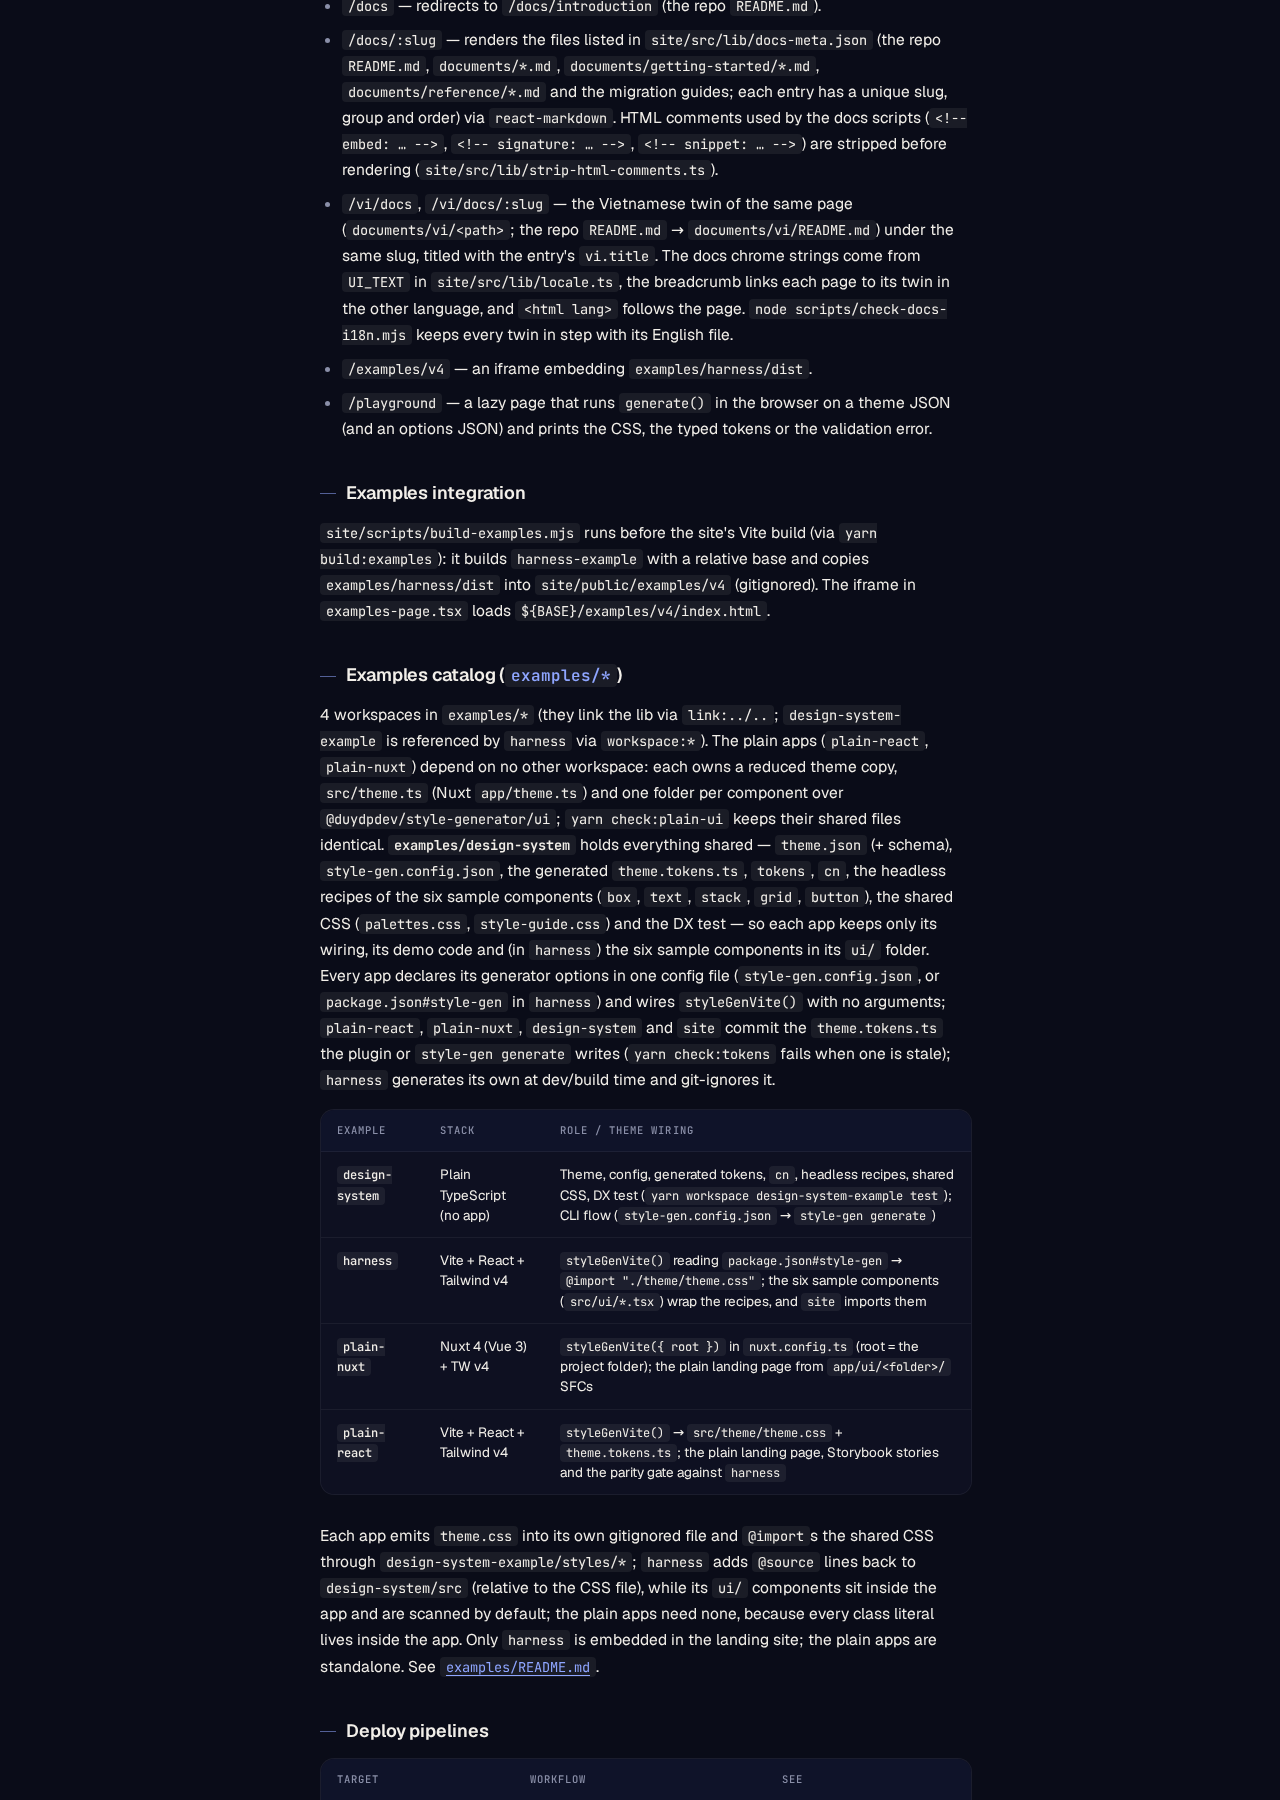 /docs — redirects to /docs/introduction (the repo README.md).
/docs/:slug — renders the files listed in site/src/lib/docs-meta.json (the repo
README.md, documents/*.md, documents/getting-started/*.md,
documents/reference/*.md and the migration guides; each entry has a unique slug,
group and order) via react-markdown. HTML comments used by the docs scripts (<!--
embed: … -->, <!-- signature: … -->, <!-- snippet: … -->) are stripped before
rendering (site/src/lib/strip-html-comments.ts).
/vi/docs, /vi/docs/:slug — the Vietnamese twin of the same page
(documents/vi/<path>; the repo README.md → documents/vi/README.md) under the
same slug, titled with the entry's vi.title. The docs chrome strings come from
UI_TEXT in site/src/lib/locale.ts, the breadcrumb links each page to its twin in
the other language, and <html lang> follows the page. node scripts/check-docs-
i18n.mjs keeps every twin in step with its English file.
/examples/v4 — an iframe embedding examples/harness/dist.
/playground — a lazy page that runs generate() in the browser on a theme JSON
(and an options JSON) and prints the CSS, the typed tokens or the validation error.
— Examples integration
site/scripts/build-examples.mjs runs before the site's Vite build (via yarn
build:examples): it builds harness-example with a relative base and copies
examples/harness/dist into site/public/examples/v4 (gitignored). The iframe in
examples-page.tsx loads ${BASE}/examples/v4/index.html.
— Examples catalog (examples/*)
4 workspaces in examples/* (they link the lib via link:../..; design-system-
example is referenced by harness via workspace:*). The plain apps (plain-react,
plain-nuxt) depend on no other workspace: each owns a reduced theme copy,
src/theme.ts (Nuxt app/theme.ts) and one folder per component over
@duydpdev/style-generator/ui; yarn check:plain-ui keeps their shared files
identical. examples/design-system holds everything shared — theme.json (+ schema),
style-gen.config.json, the generated theme.tokens.ts, tokens, cn, the headless
recipes of the six sample components (box, text, stack, grid, button), the shared
CSS (palettes.css, style-guide.css) and the DX test — so each app keeps only its
wiring, its demo code and (in harness) the six sample components in its ui/ folder.
Every app declares its generator options in one config file (style-gen.config.json, or
package.json#style-gen in harness) and wires styleGenVite() with no arguments;
plain-react, plain-nuxt, design-system and site commit the theme.tokens.ts
the plugin or style-gen generate writes (yarn check:tokens fails when one is stale);
harness generates its own at dev/build time and git-ignores it.
EXAMPLE STACK ROLE / THEME WIRING
design- Plain Theme, config, generated tokens, cn, headless recipes, shared
system TypeScript CSS, DX test (yarn workspace design-system-example test);
(no app) CLI flow (style-gen.config.json → style-gen generate)
harness Vite + React + styleGenVite() reading package.json#style-gen →
Tailwind v4 @import "./theme/theme.css"; the six sample components
(src/ui/*.tsx) wrap the recipes, and site imports them
plain- Nuxt 4 (Vue 3) styleGenVite({ root }) in nuxt.config.ts (root = the
nuxt + TW v4 project folder); the plain landing page from app/ui/<folder>/
SFCs
plain- Vite + React + styleGenVite() → src/theme/theme.css +
react Tailwind v4 theme.tokens.ts; the plain landing page, Storybook stories
and the parity gate against harness
Each app emits theme.css into its own gitignored file and @imports the shared CSS
through design-system-example/styles/*; harness adds @source lines back to
design-system/src (relative to the CSS file), while its ui/ components sit inside the
app and are scanned by default; the plain apps need none, because every class literal
lives inside the app. Only harness is embedded in the landing site; the plain apps are
standalone. See examples/README.md.
— Deploy pipelines
TARGET WORKFLOW SEE